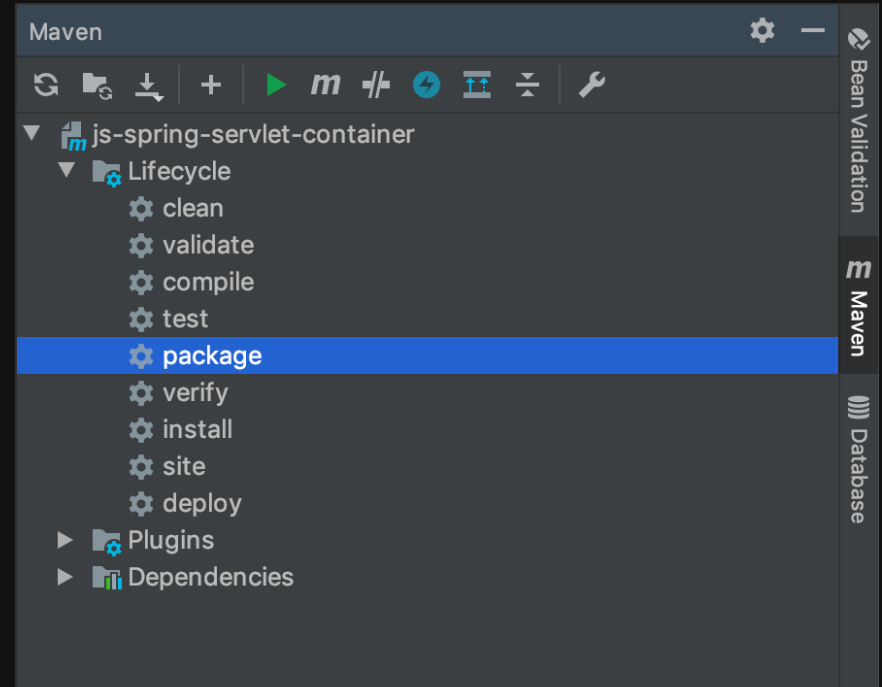 Maven
m
js-spring-servlet-container
Lifecycle
clean
validate
compile
test
package
verify
install
site
deploy
Plugins
Dependencies
Bean Validation
m Maven
Database